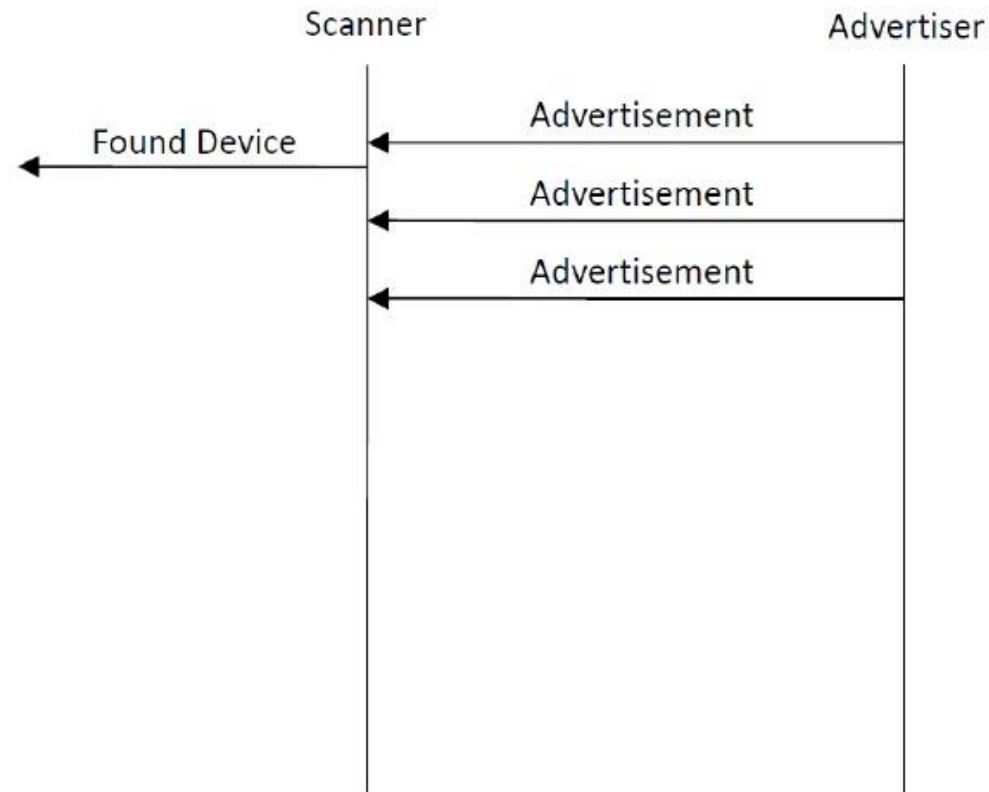 Scanner
Advertiser
Advertisement
Found Device
Advertisement
Advertisement